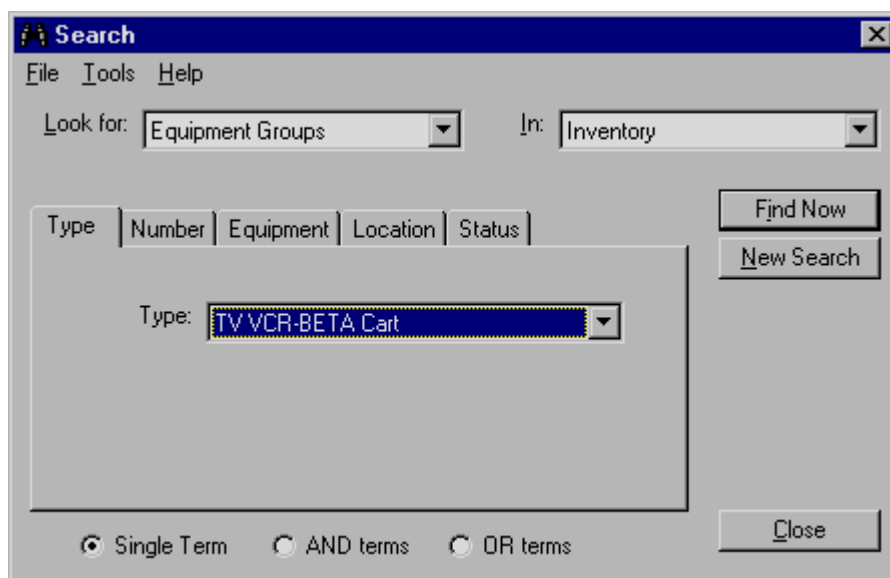 Search
File Tools Help
Look for: Equipment Groups In: Inventory
Find Now
Type Number Equipment Location Status
New Search
Type: TV VCR-BETA Cart
Close
Single Term AND terms OR terms